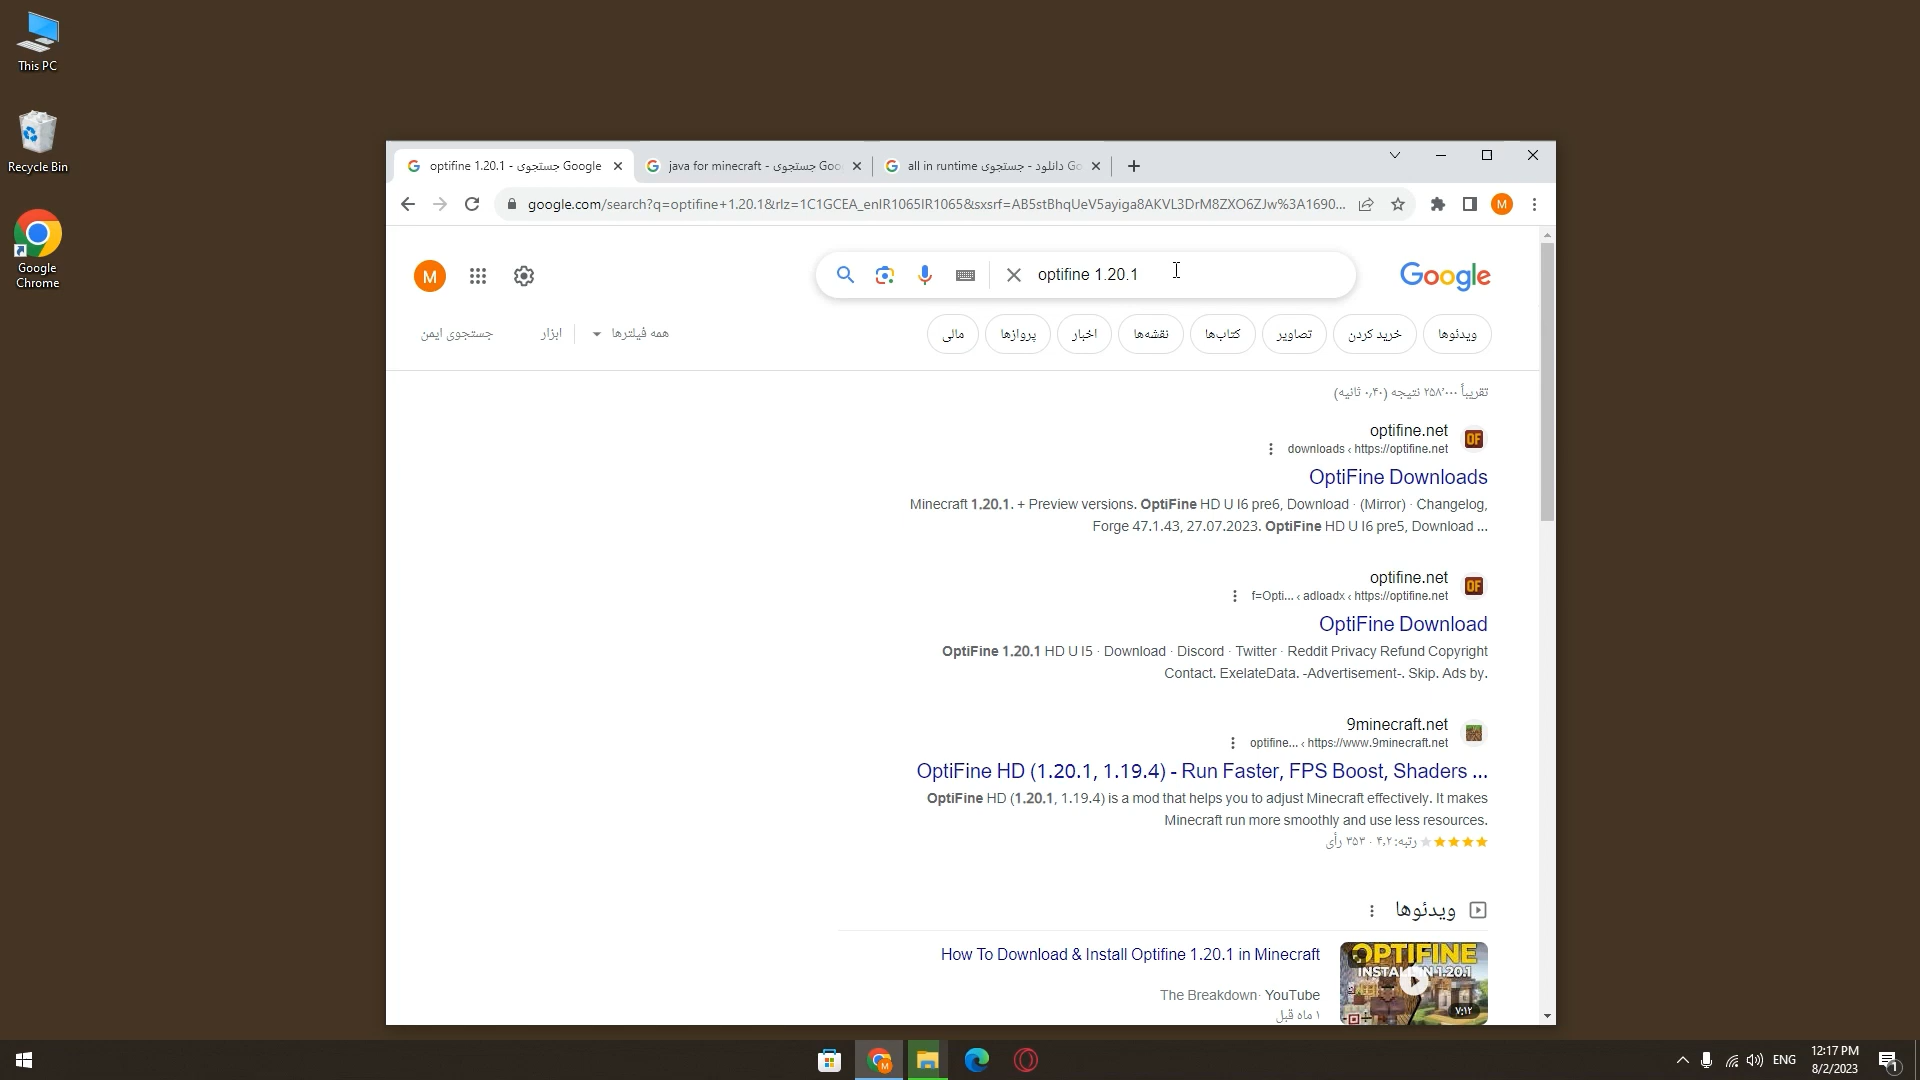 This PC
Recycle Bin
Google
Chrome
optifine 1.20.1 - جستجوی Google
java for minecraft - جستجوی Goo
all in runtime دانلود - جستجوی Go
google.com/search?q=optifine+1.20.1&rlz=1C1GCEA_enIR1065IR1065&sxsrf=AB5stBhqUeV5ayiga8AKVL3DrM8ZXO6ZJw%3A1690...
M
M
optifine 1.20.1
Google
ویدئوها
خرید کردن
تصاویر
کتاب‌ها
نقشه‌ها
اخبار
پروازها
مالی
همه فیلترها
ابزار
جستجوی ایمن
تقریباً ۲۵۸٬۰۰۰ نتیجه (۰٫۴۰ ثانیه)
optifine.net
https://optifine.net › downloads
OptiFine Downloads
Minecraft 1.20.1. + Preview versions. OptiFine HD U I6 pre6, Download · (Mirror) · Changelog,
Forge 47.1.43, 27.07.2023. OptiFine HD U I6 pre5, Download ...
optifine.net
https://optifine.net › adloadx › f=Opti...
OptiFine Download
OptiFine 1.20.1 HD U I5 · Download · Discord · Twitter · Reddit Privacy Refund Copyright
Contact. ExelateData. -Advertisement-. Skip. Ads by.
9minecraft.net
https://www.9minecraft.net › optifine...
OptiFine HD (1.20.1, 1.19.4) - Run Faster, FPS Boost, Shaders ...
OptiFine HD (1.20.1, 1.19.4) is a mod that helps you to adjust Minecraft effectively. It makes
Minecraft run more smoothly and use less resources.
رتبه: ۴٫۲ · ۳۵۳ رأی
ویدئوها
How To Download & Install Optifine 1.20.1 in Minecraft
The Breakdown · YouTube
۱ ماه قبل
OPTIFINE
INSTALL IN 1.20.1
۷:۱۲
ENG
12:17 PM
8/2/2023
1